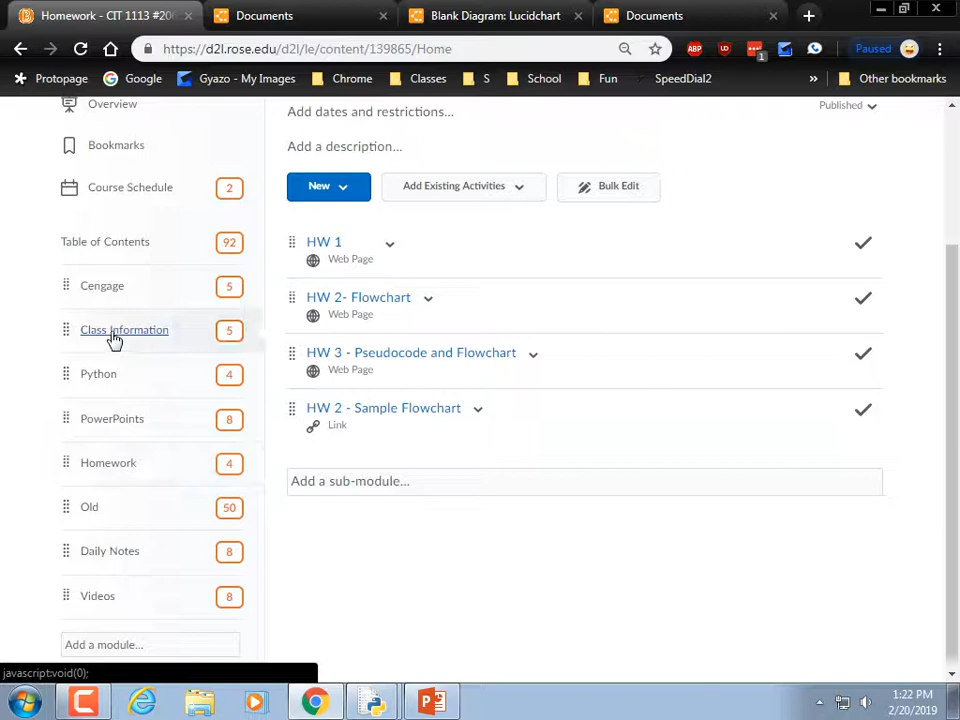 Homework - CIT 1113 #20
Documents
Blank Diagram: Lucidchart
Documents
https://d2l.rose.edu/d2l/le/content/139865/Home
ABP
UD
1
Paused
Protopage
Google
Gyazo - My Images
Chrome
Classes
S
School
Fun
SpeedDial2
»
Other bookmarks
Overview
Bookmarks
Course Schedule
2
Table of Contents
92
Cengage
5
Class Information
5
Python
4
PowerPoints
8
Homework
4
Old
50
Daily Notes
8
Videos
8
Add a module...
Add dates and restrictions...
Published
Add a description...
New
Add Existing Activities
Bulk Edit
HW 1
Web Page
HW 2- Flowchart
Web Page
HW 3 - Pseudocode and Flowchart
Web Page
HW 2 - Sample Flowchart
Link
Add a sub-module...
javascript:void(0);
1:22 PM
2/20/2019